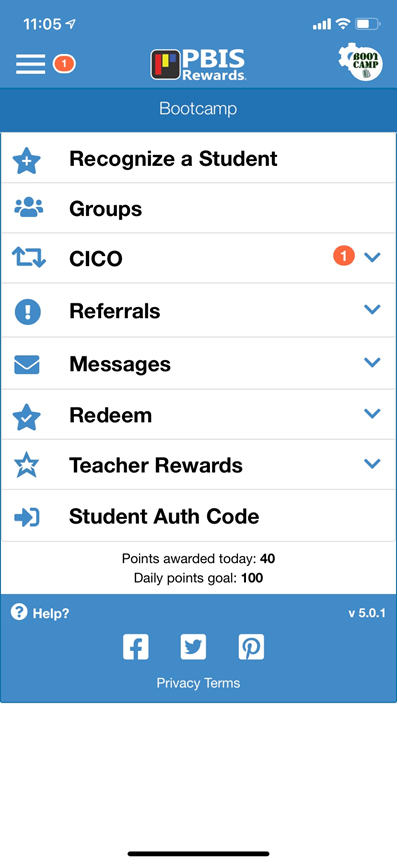 11:05
1
PBIS
Rewards
BOOT
CAMP
Bootcamp
Recognize a Student
Groups
CICO 1
Referrals
Messages
Redeem
Teacher Rewards
Student Auth Code
Points awarded today: 40
Daily points goal: 100
Help? v 5.0.1
Privacy Terms